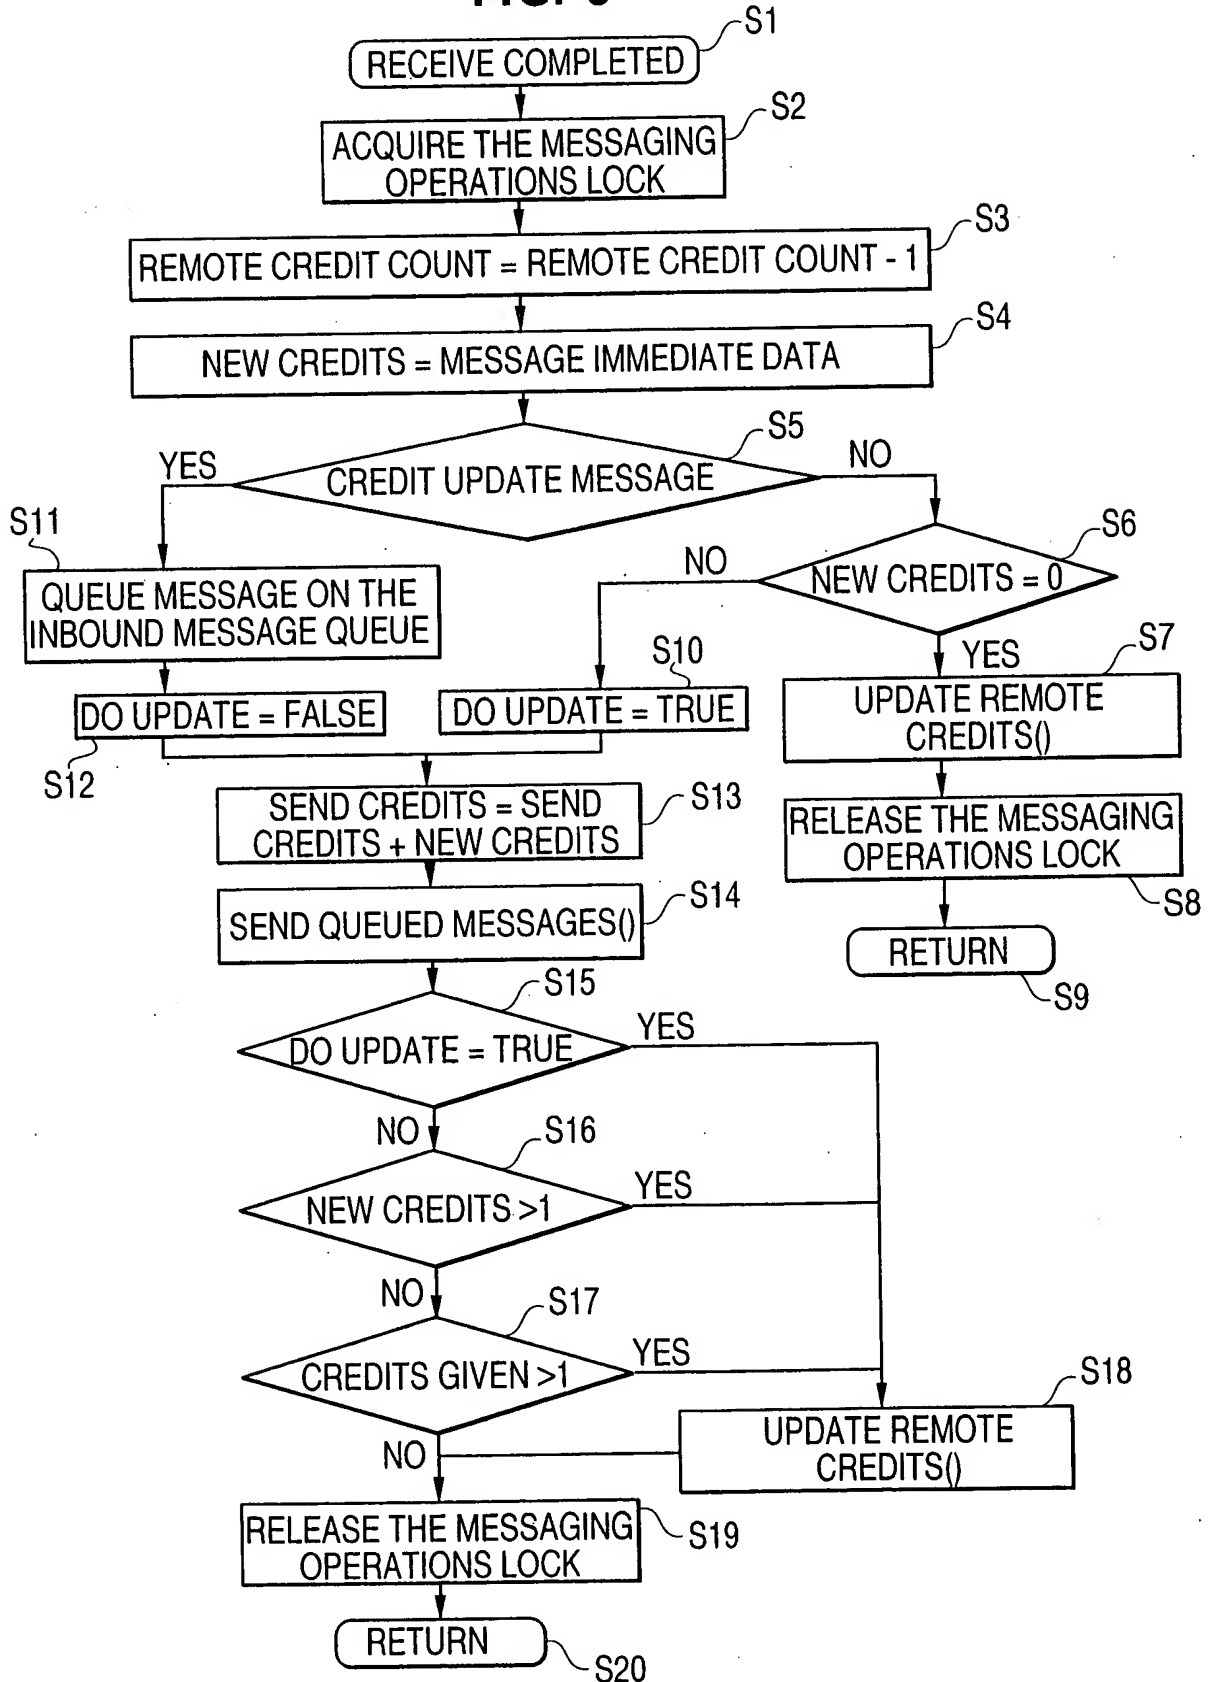 S1
RECEIVE COMPLETED
S2
ACQUIRE THE MESSAGING
OPERATIONS LOCK
S3
REMOTE CREDIT COUNT = REMOTE CREDIT COUNT - 1
S4
NEW CREDITS = MESSAGE IMMEDIATE DATA
S5
YES
CREDIT UPDATE MESSAGE
NO
S11
S6
QUEUE MESSAGE ON THE
INBOUND MESSAGE QUEUE
NO
NEW CREDITS = 0
S10
YES
S7
DO UPDATE = FALSE
DO UPDATE = TRUE
UPDATE REMOTE
CREDITS()
S12
SEND CREDITS = SEND
CREDITS + NEW CREDITS
S13
RELEASE THE MESSAGING
OPERATIONS LOCK
S8
SEND QUEUED MESSAGES()
S14
RETURN
S9
S15
DO UPDATE = TRUE
YES
NO
S16
NEW CREDITS >1
YES
NO
S17
CREDITS GIVEN >1
YES
S18
NO
UPDATE REMOTE
CREDITS()
RELEASE THE MESSAGING
OPERATIONS LOCK
S19
RETURN
S20